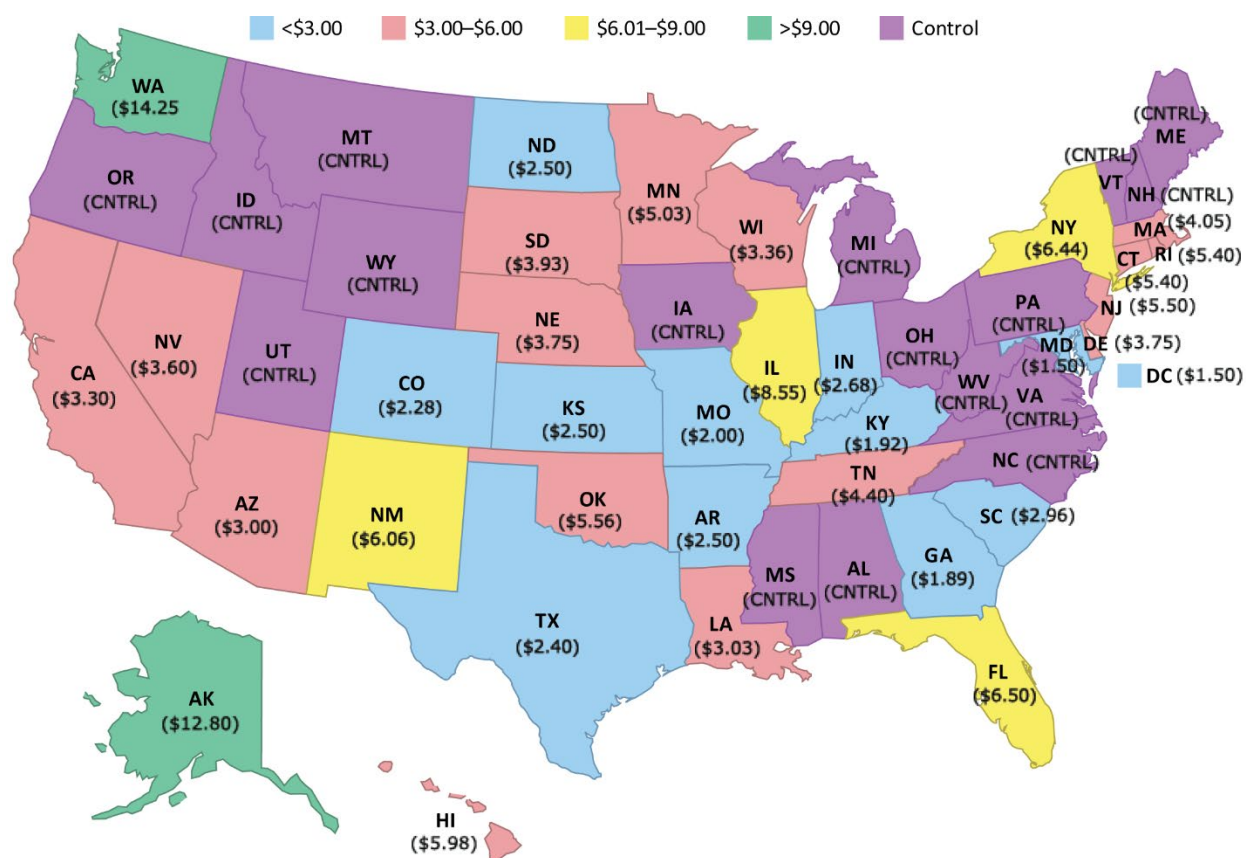 <$3.00 $3.00–$6.00 $6.01–$9.00 >$9.00 Control
WA
($14.25
MT
(CNTRL)
ND
($2.50)
MN
($5.03)
(CNTRL)
ME
(CNTRL)
VT
NH (CNTRL)
OR
(CNTRL)
ID
(CNTRL)
SD
($3.93)
WI
($3.36)
MI
(CNTRL)
NY
($6.44)
MA
($4.05)
CT
($5.40)
RI ($5.40)
WY
(CNTRL)
NE
($3.75)
IA
(CNTRL)
PA
(CNTRL)
NJ ($5.50)
NV
($3.60)
UT
(CNTRL)
CO
($2.28)
IL
($8.55)
IN
($2.68)
OH
(CNTRL)
MD
($1.50)
DE ($3.75)
DC ($1.50)
CA
($3.30)
KS
($2.50)
MO
($2.00)
KY
($1.92)
WV
(CNTRL)
VA
(CNTRL)
NC (CNTRL)
AZ
($3.00)
NM
($6.06)
OK
($5.56)
AR
($2.50)
TN
($4.40)
SC ($2.96)
TX
($2.40)
LA
($3.03)
MS
(CNTRL)
AL
(CNTRL)
GA
($1.89)
FL
($6.50)
AK
($12.80)
HI
($5.98)